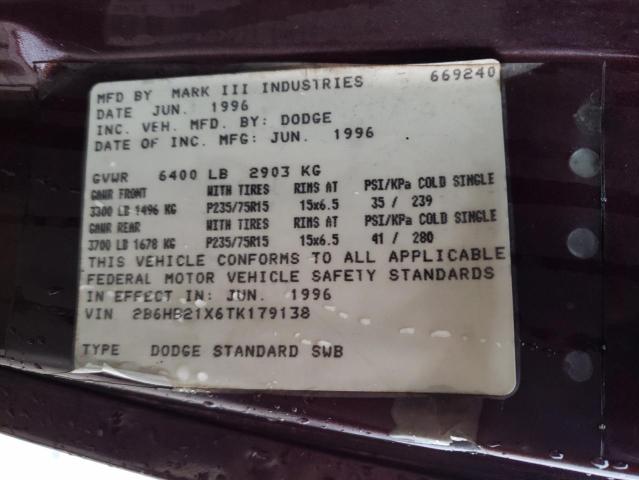 MFD BY MARK III INDUSTRIES 669240
DATE JUN. 1996
INC. VEH. MFD. BY: DODGE
DATE OF INC. MFG: JUN. 1996
GVWR 6400 LB 2903 KG
GAWR FRONT WITH TIRES RIMS AT PSI/KPa COLD SINGLE
3300 LB 1496 KG P235/75R15 15x6.5 35 / 239
GAWR REAR WITH TIRES RIMS AT PSI/KPa COLD SINGLE
3700 LB 1678 KG P235/75R15 15x6.5 41 / 280
THIS VEHICLE CONFORMS TO ALL APPLICABLE
FEDERAL MOTOR VEHICLE SAFETY STANDARDS
IN EFFECT IN: JUN. 1996
VIN 2B6HB21X6TK179138
TYPE DODGE STANDARD SWB